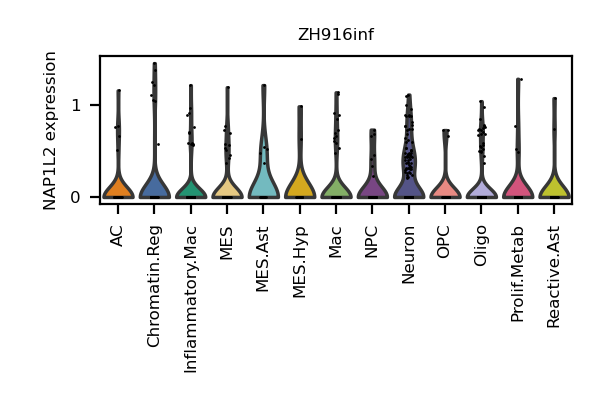 ZH916inf
NAP1L2 expression
1
0
AC
Chromatin.Reg
Inflammatory.Mac
MES
MES.Ast
MES.Hyp
Mac
NPC
Neuron
OPC
Oligo
Prolif.Metab
Reactive.Ast